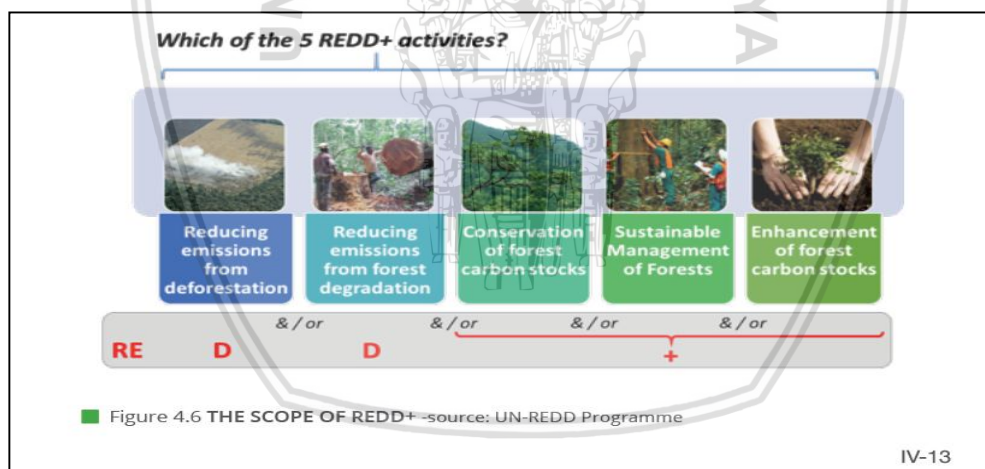 Which of the 5 REDD+ activities?
Reducing emissions from deforestation
Reducing emissions from forest degradation
Conservation of forest carbon stocks
Sustainable Management of Forests
Enhancement of forest carbon stocks
& / or & / or & / or & / or
RE D D +
Figure 4.6 THE SCOPE OF REDD+ -source: UN-REDD Programme
IV-13